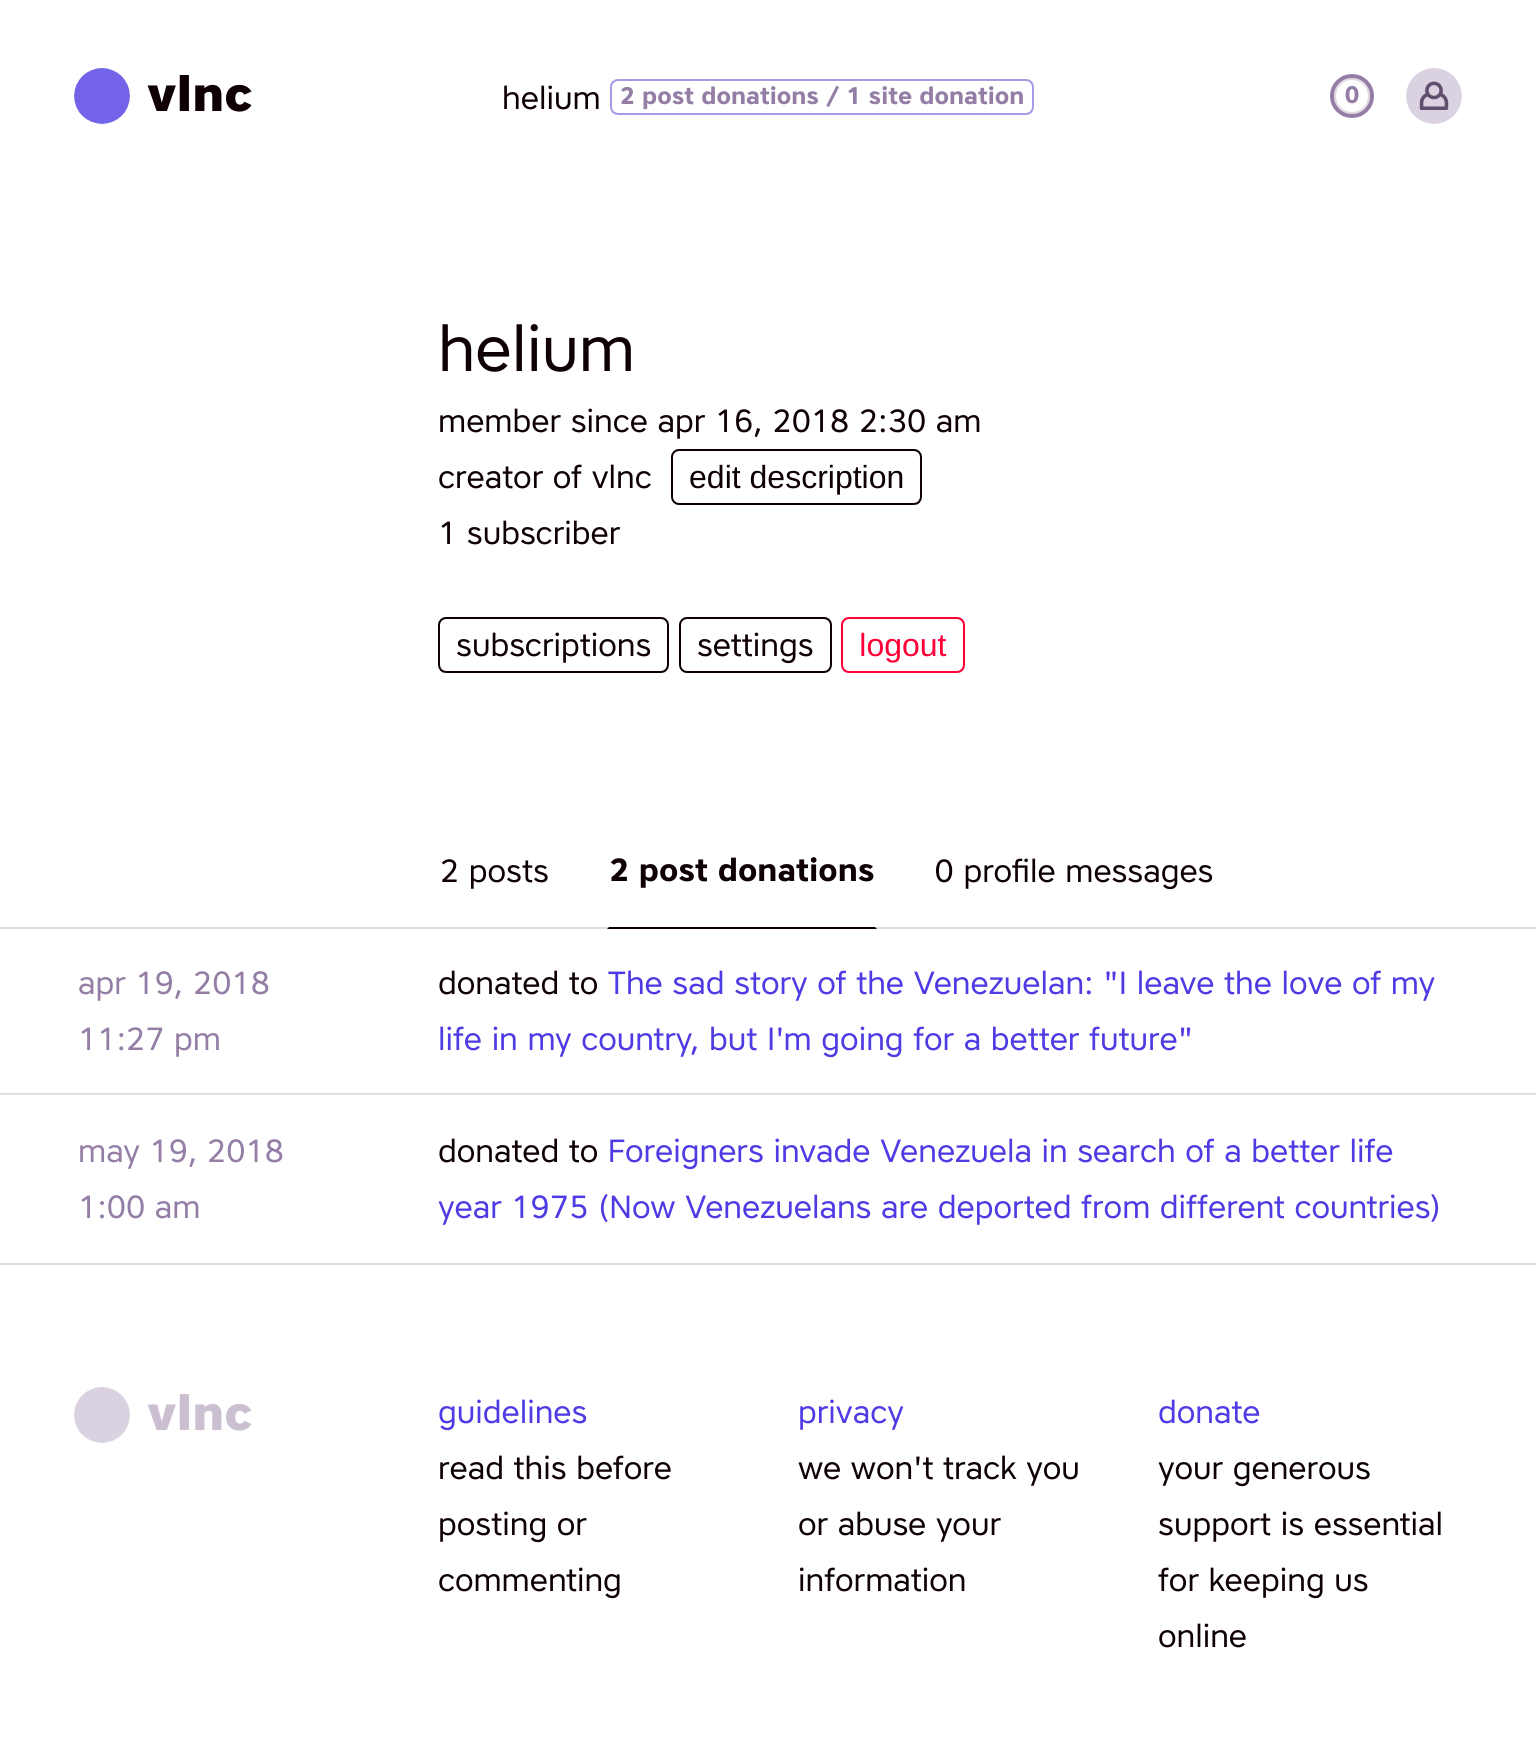 vlnc
helium 2 post donations / 1 site donation
0
helium
member since apr 16, 2018 2:30 am
creator of vlnc edit description
1 subscriber
subscriptions settings logout
2 posts 2 post donations 0 profile messages
apr 19, 2018
11:27 pm
donated to The sad story of the Venezuelan: "I leave the love of my
life in my country, but I'm going for a better future"
may 19, 2018
1:00 am
donated to Foreigners invade Venezuela in search of a better life
year 1975 (Now Venezuelans are deported from different countries)
vlnc
guidelines
read this before
posting or
commenting
privacy
we won't track you
or abuse your
information
donate
your generous
support is essential
for keeping us
online